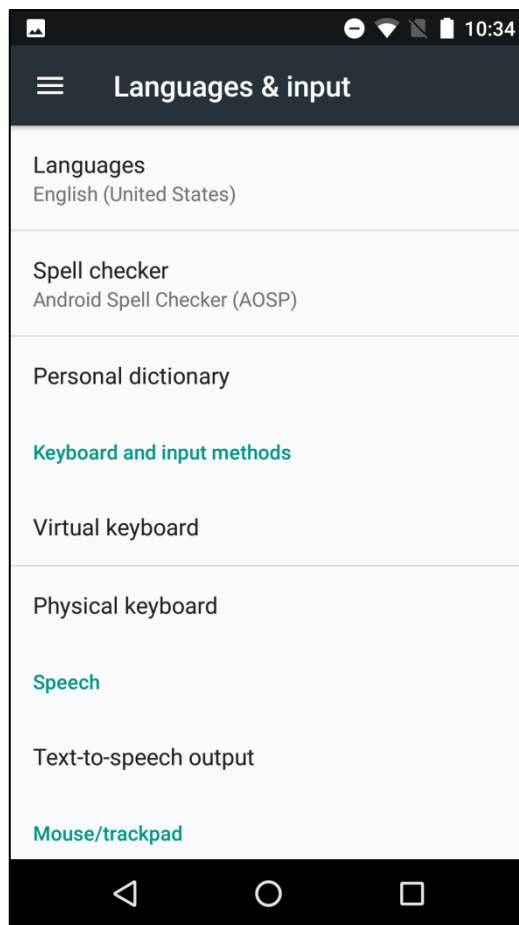 10:34
Languages & input
Languages
English (United States)
Spell checker
Android Spell Checker (AOSP)
Personal dictionary
Keyboard and input methods
Virtual keyboard
Physical keyboard
Speech
Text-to-speech output
Mouse/trackpad